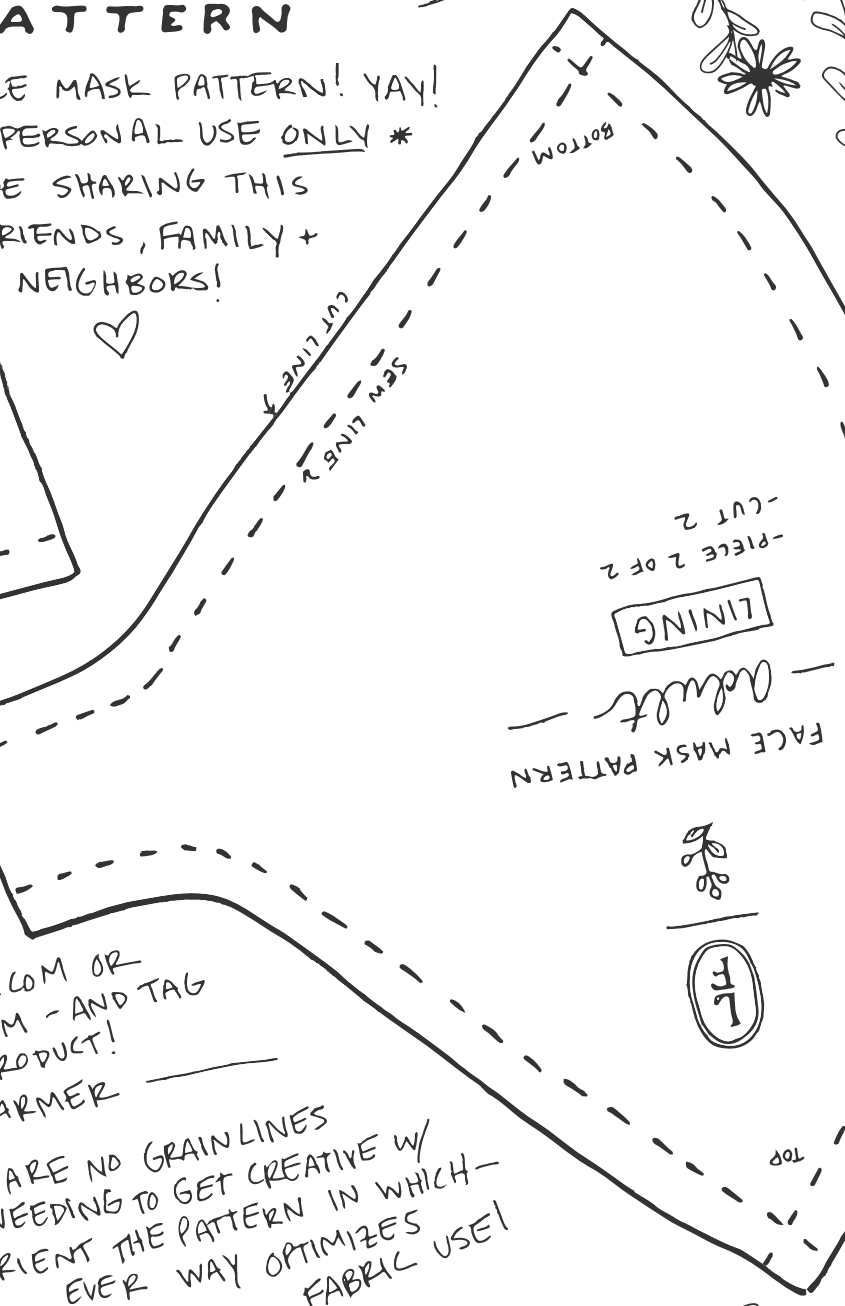 ATTERN
LE MASK PATTERN! YAY!
PERSONAL USE ONLY *
E SHARING THIS
RIENDS, FAMILY +
NEIGHBORS!
BOTTOM
CUT LINE
SEW LINE
FACE MASK PATTERN
— adult —
LINING
-PIECE 2 OF 2
-CUT 2
LF
TOP
.COM OR
M - AND TAG
RODUCT!
ARMER
ARE NO GRAINLINES
NEEDING TO GET CREATIVE W/
RIENT THE PATTERN IN WHICH-
EVER WAY OPTIMIZES
FABRIC USE!